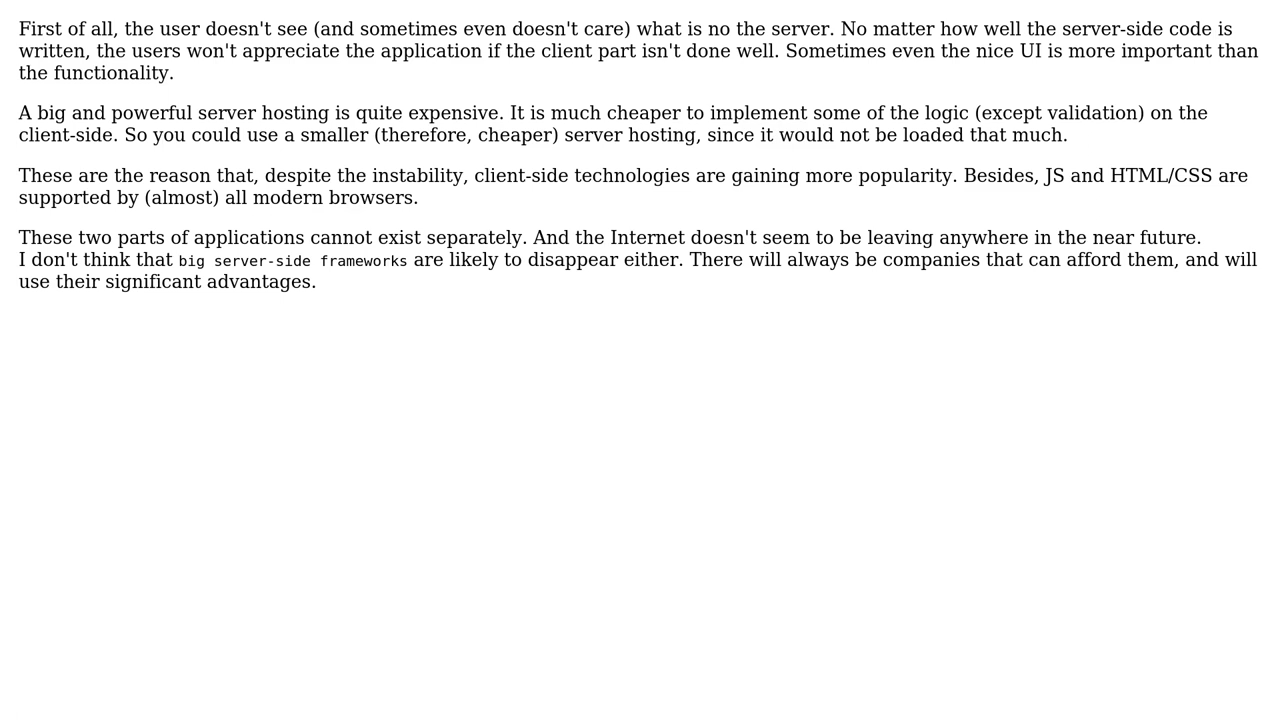 First of all, the user doesn't see (and sometimes even doesn't care) what is no the server. No matter how well the server-side code is
written, the users won't appreciate the application if the client part isn't done well. Sometimes even the nice UI is more important than
the functionality.
A big and powerful server hosting is quite expensive. It is much cheaper to implement some of the logic (except validation) on the
client-side. So you could use a smaller (therefore, cheaper) server hosting, since it would not be loaded that much.
These are the reason that, despite the instability, client-side technologies are gaining more popularity. Besides, JS and HTML/CSS are
supported by (almost) all modern browsers.
These two parts of applications cannot exist separately. And the Internet doesn't seem to be leaving anywhere in the near future.
I don't think that big server-side frameworks are likely to disappear either. There will always be companies that can afford them, and will
use their significant advantages.